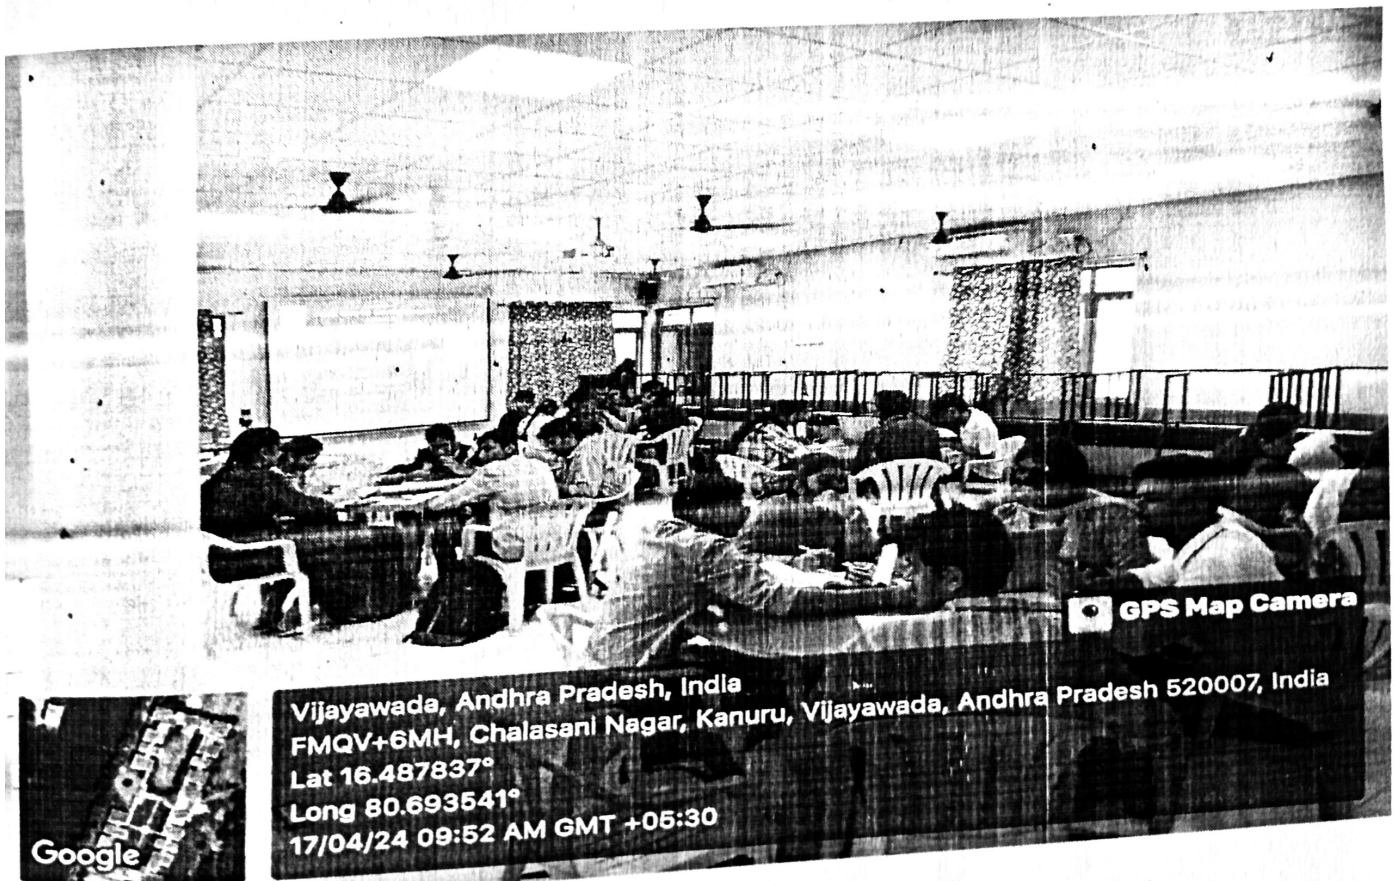 GPS Map Camera
Vijayawada, Andhra Pradesh, India
FMQV+6MH, Chalasani Nagar, Kanuru, Vijayawada, Andhra Pradesh 520007, India
Lat 16.487837°
Long 80.693541°
17/04/24 09:52 AM GMT +05:30
Google